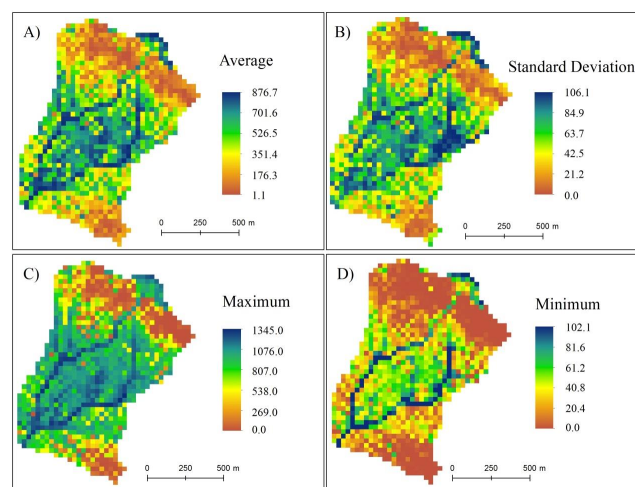 A)
Average
876.7
701.6
526.5
351.4
176.3
1.1
0 250 500 m
B)
Standard Deviation
106.1
84.9
63.7
42.5
21.2
0.0
0 250 500 m
C)
Maximum
1345.0
1076.0
807.0
538.0
269.0
0.0
0 250 500 m
D)
Minimum
102.1
81.6
61.2
40.8
20.4
0.0
0 250 500 m